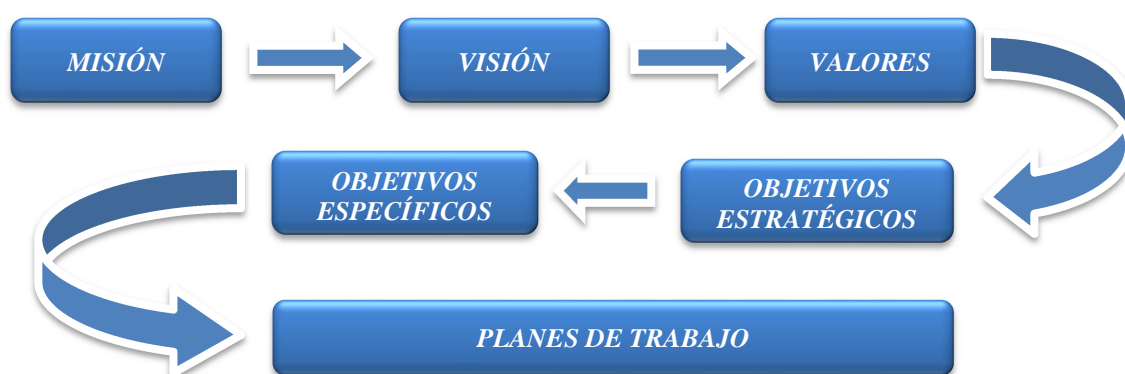 MISIÓN
VISIÓN
VALORES
OBJETIVOS
ESTRATÉGICOS
OBJETIVOS
ESPECÍFICOS
PLANES DE TRABAJO